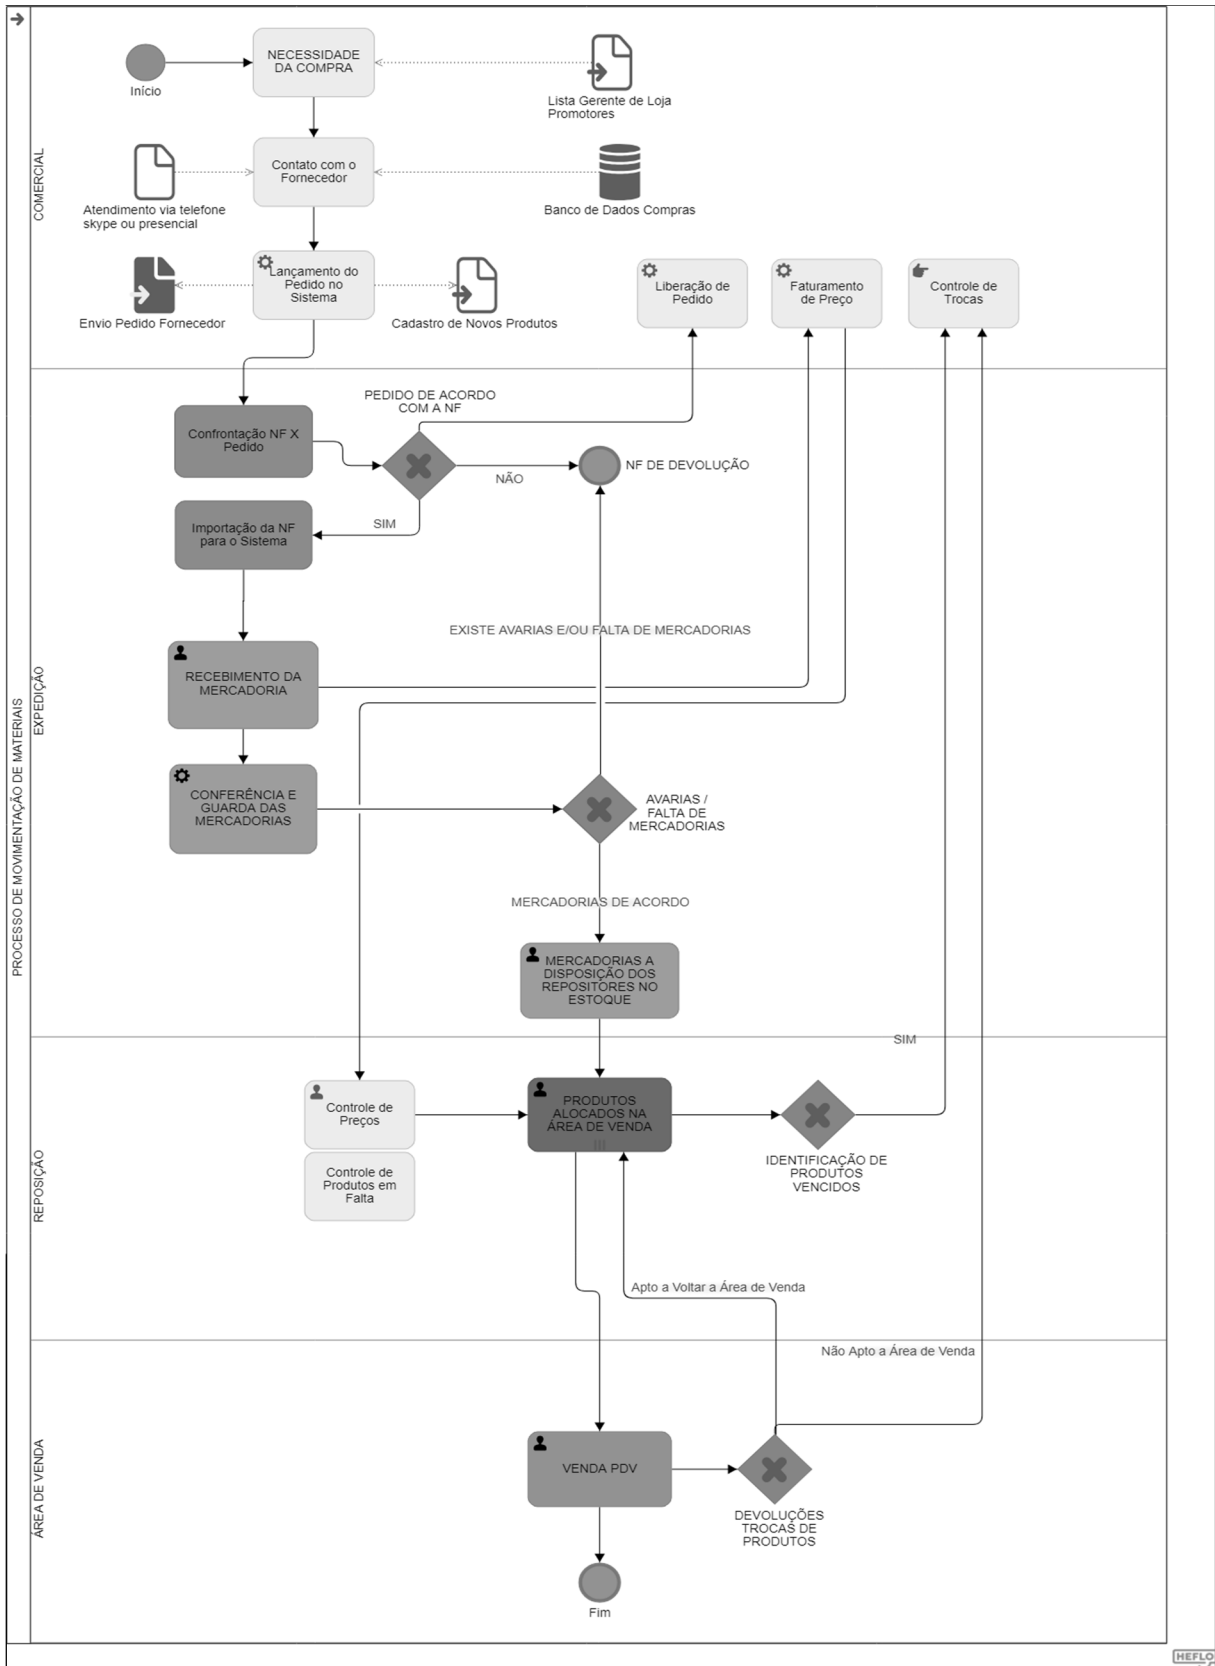 PROCESSO DE MOVIMENTAÇÃO DE MATERIAIS
COMERCIAL
Início
NECESSIDADE
DA COMPRA
Lista Gerente de Loja
Promotores
Contato com o
Fornecedor
Atendimento via telefone
skype ou presencial
Banco de Dados Compras
Lançamento do
Pedido no
Sistema
Envio Pedido Fornecedor
Cadastro de Novos Produtos
Liberação de
Pedido
Faturamento
de Preço
Controle de
Trocas
EXPEDIÇÃO
PEDIDO DE ACORDO
COM A NF
Confrontação NF X
Pedido
NÃO
NF DE DEVOLUÇÃO
SIM
Importação da NF
para o Sistema
EXISTE AVARIAS E/OU FALTA DE MERCADORIAS
RECEBIMENTO DA
MERCADORIA
CONFERÊNCIA E
GUARDA DAS
MERCADORIAS
AVARIAS /
FALTA DE
MERCADORIAS
MERCADORIAS DE ACORDO
MERCADORIAS A
DISPOSIÇÃO DOS
REPOSITORES NO
ESTOQUE
REPOSIÇÃO
SIM
Controle de
Preços
PRODUTOS
ALOCADOS NA
ÁREA DE VENDA
IDENTIFICAÇÃO DE
PRODUTOS
VENCIDOS
Controle de
Produtos em
Falta
Apto a Voltar a Área de Venda
ÁREA DE VENDA
Não Apto a Área de Venda
VENDA PDV
DEVOLUÇÕES
TROCAS DE
PRODUTOS
Fim
HEFLO